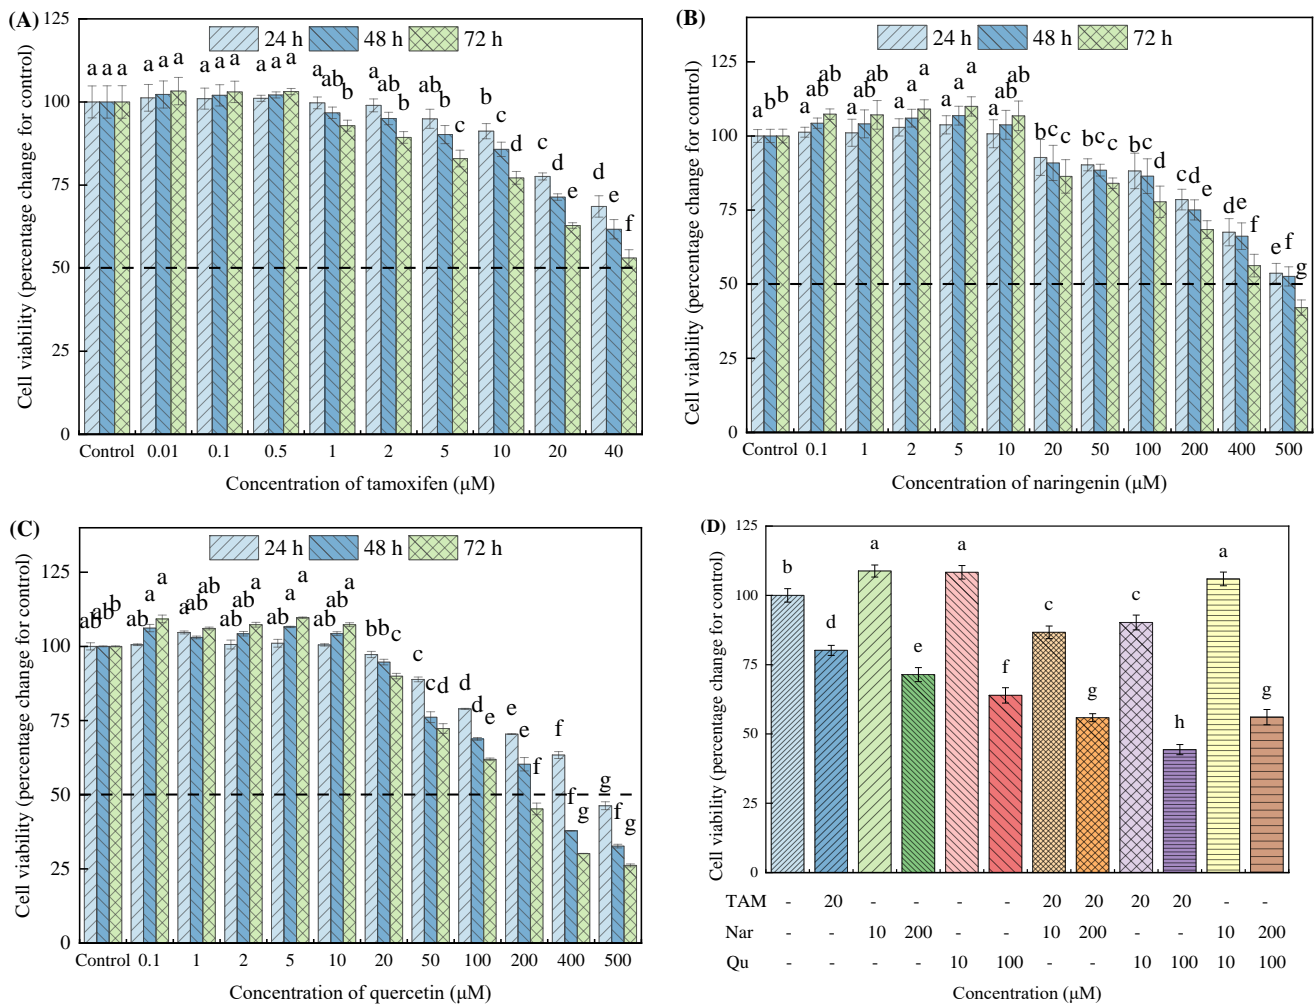 (A)
125
100
75
50
25
0
Cell viability (percentage change for control)
24 h 48 h 72 h
a a a
a a a
a a a
a a a
a ab b
a ab b
ab b c
b c d
c d e
d e f
Control 0.01 0.1 0.5 1 2 5 10 20 40
Concentration of tamoxifen (μM)
(B)
125
100
75
50
25
0
Cell viability (percentage change for control)
24 h 48 h 72 h
a b b
a ab ab
a a ab
a a a
a a a
a ab ab
b c c
b c c
b c d
c d e
d e f
e f g
Control 0.1 1 2 5 10 20 50 100 200 400 500
Concentration of naringenin (μM)
(C)
125
100
75
50
25
0
Cell viability (percentage change for control)
24 h 48 h 72 h
ab ab b
ab a a
a ab ab
ab ab a
ab a a
ab ab a
b b c
c c d
d d e
e e f
f f g
g f g
Control 0.1 1 2 5 10 20 50 100 200 400 500
Concentration of quercetin (μM)
(D)
125
100
75
50
25
0
Cell viability (percentage change for control)
b d a e a f c g c h a g
TAM - 20 - - - - 20 20 20 20 - -
Nar - - 10 200 - - 10 200 - - 10 200
Qu - - - - 10 100 - - 10 100 10 100
Concentration (μM)